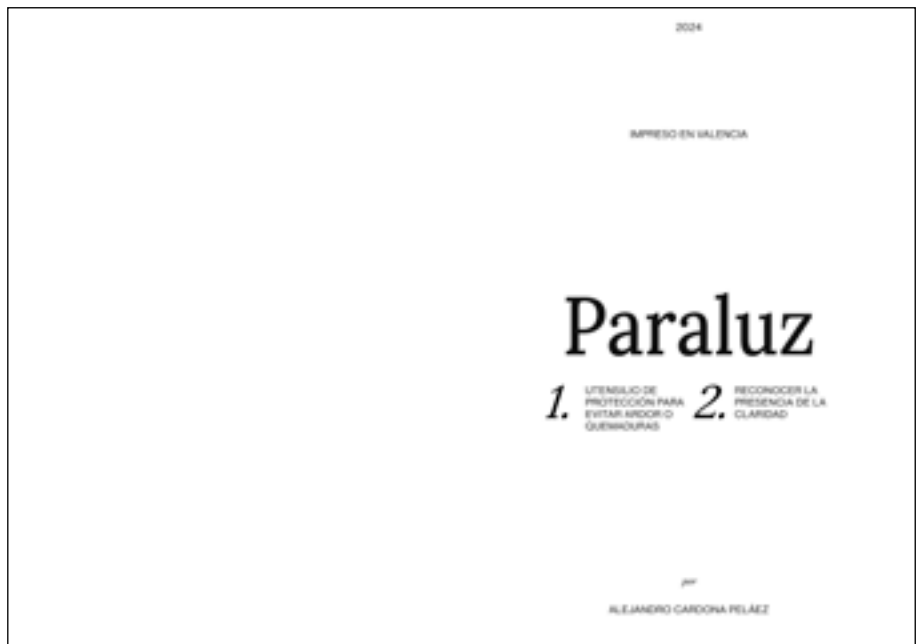 2024
IMPRESO EN VALENCIA
Paraluz
1.
UTENSILIO DE
PROTECCIÓN PARA
EVITAR ARDOR O
QUEMADURAS
2.
RECONOCER LA
PRESENCIA DE LA
CLARIDAD
por
ALEJANDRO CARDONA PELÁEZ